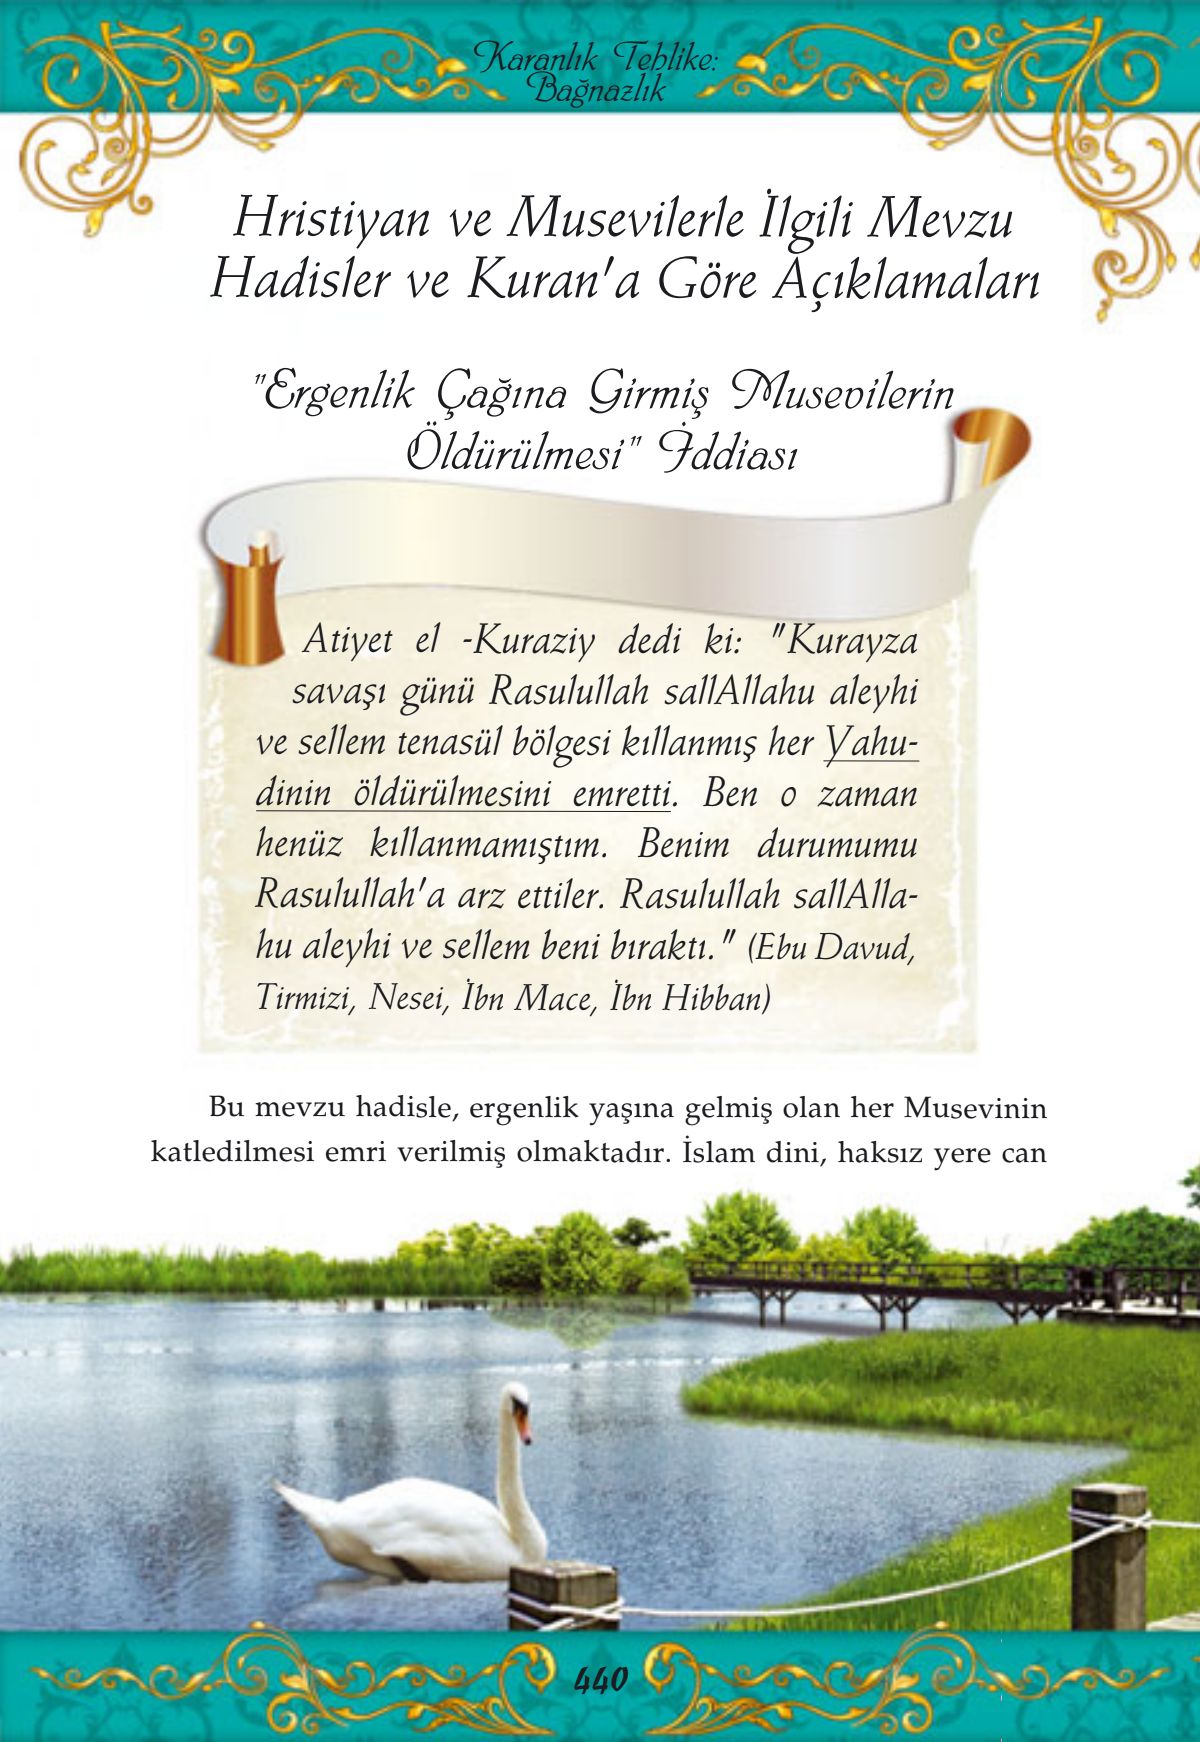 Karanlık Tehlike:
Bağnazlık
Hristiyan ve Musevilerle İlgili Mevzu
Hadisler ve Kuran'a Göre Açıklamaları
"Ergenlik Çağına Girmiş Musevilerin
Öldürülmesi" İddiası
Atiyet el -Kuraziy dedi ki: "Kurayza
savaşı günü Rasulullah sallAllahu aleyhi
ve sellem tenasül bölgesi kıllanmış her Yahu-
dinin öldürülmesini emretti. Ben o zaman
henüz kıllanmamıştım. Benim durumumu
Rasulullah'a arz ettiler. Rasulullah sallAlla-
hu aleyhi ve sellem beni bıraktı." (Ebu Davud,
Tirmizi, Nesei, İbn Mace, İbn Hibban)
Bu mevzu hadisle, ergenlik yaşına gelmiş olan her Musevinin
katledilmesi emri verilmiş olmaktadır. İslam dini, haksız yere can
440